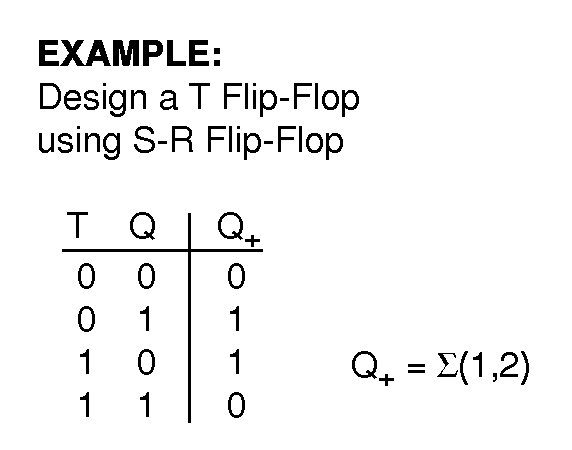 EXAMPLE:
Design a T Flip-Flop
using S-R Flip-Flop
T Q Q+
0 0 0
0 1 1
1 0 1
1 1 0
Q+ = Σ(1,2)